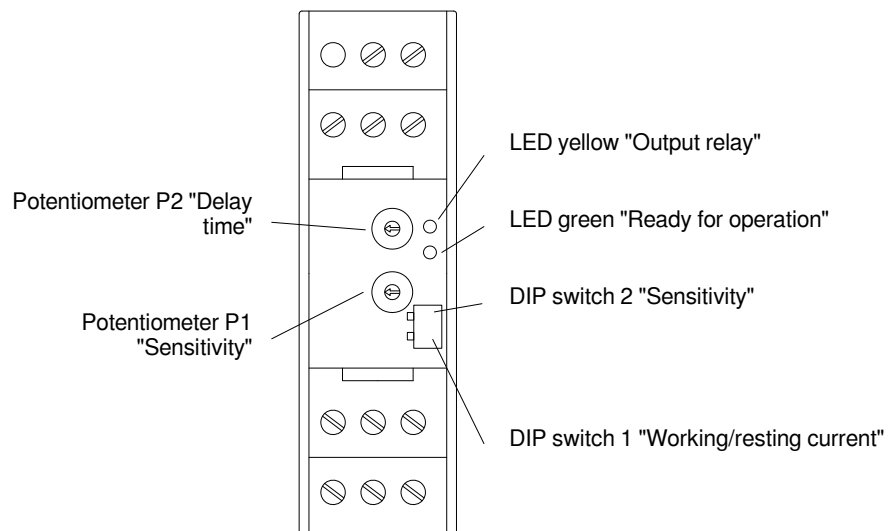 LED yellow "Output relay"
Potentiometer P2 "Delay
time"
LED green "Ready for operation"
DIP switch 2 "Sensitivity"
Potentiometer P1
"Sensitivity"
DIP switch 1 "Working/resting current"